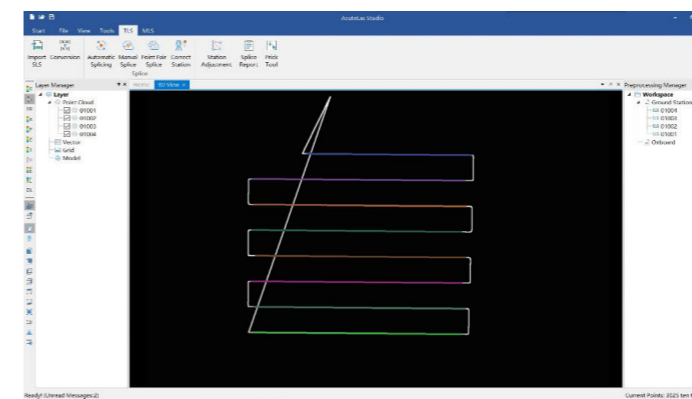 AcuteLas Studio
Start File View Tools TLS MLS
Import SLS
Conversion
Automatic Splicing
Manual Splice
Point Pair Splice
Correct Station
Station Adjustment
Splice Report
Prick Tool
Splice
Layer Manager
Vector
3D View
Preprocessing Manager
Layer
Point Cloud
01001
01002
01003
01004
Vector
Grid
Model
Workspace
Ground Station
01004
01003
01002
01001
Onboard
Ready! (Unread Messages:2)
Current Points: 2025 ten